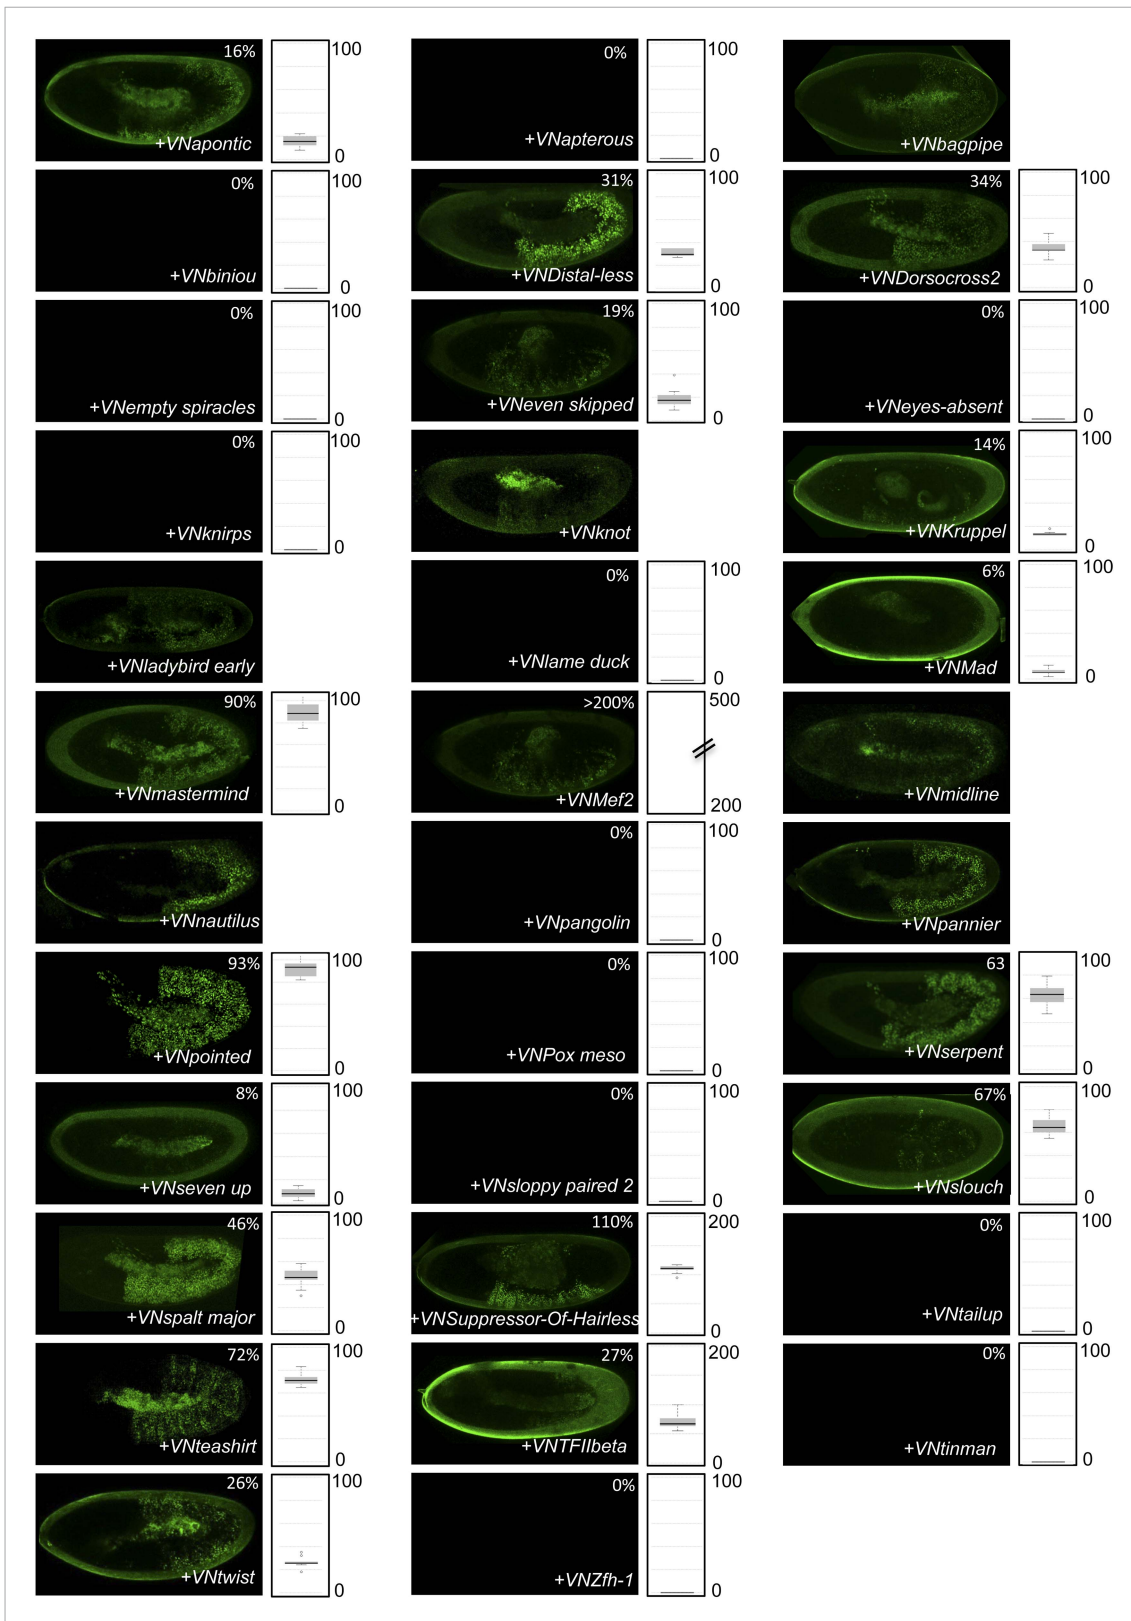 16%
+VNapontic
100
0
0%
+VNapterous
100
0
+VNbagpipe
0%
+VNbiniou
100
0
31%
+VNDistal-less
100
0
34%
+VNDorsocross2
100
0
0%
+VNempty spiracles
100
0
19%
+VNeven skipped
100
0
0%
+VNeyes-absent
100
0
0%
+VNknirps
100
0
+VNknot
14%
+VNKruppel
100
0
+VNladybird early
0%
+VNlame duck
100
0
6%
+VNMad
100
0
90%
+VNmastermind
100
0
>200%
+VNMef2
500
200
+VNmidline
+VNnautilus
0%
+VNpangolin
100
0
+VNpannier
93%
+VNpointed
100
0
0%
+VNPox meso
100
0
63
+VNserpent
100
0
8%
+VNseven up
100
0
0%
+VNsloppy paired 2
100
0
67%
+VNslouch
100
0
46%
+VNspalt major
100
0
110%
+VNSuppressor-Of-Hairless
200
0
0%
+VNtailup
100
0
72%
+VNteashirt
100
0
27%
+VNTFIIbeta
200
0
0%
+VNtinman
100
0
26%
+VNtwist
100
0
0%
+VNZfh-1
100
0